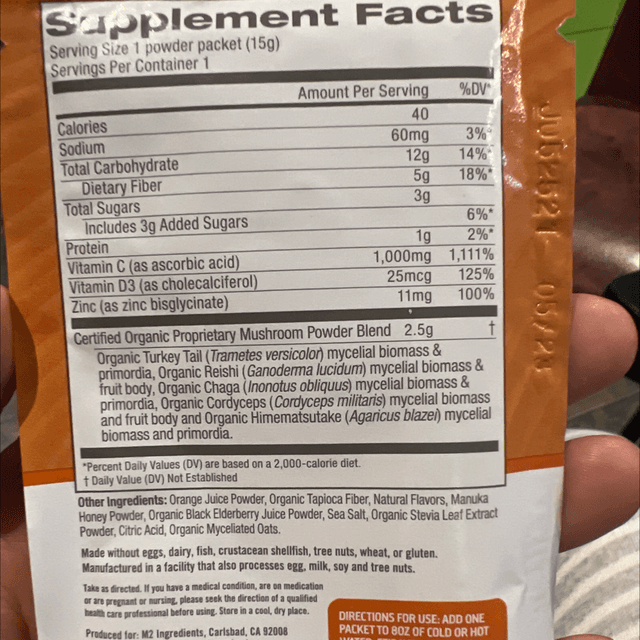 Supplement Facts
Serving Size 1 powder packet (15g)
Servings Per Container 1
Amount Per Serving %DV*
Calories 40
Sodium 60mg 3%*
Total Carbohydrate 12g 14%*
Dietary Fiber 5g 18%*
Total Sugars 3g
Includes 3g Added Sugars 6%*
Protein 1g 2%*
Vitamin C (as ascorbic acid) 1,000mg 1,111%
Vitamin D3 (as cholecalciferol) 25mcg 125%
Zinc (as zinc bisglycinate) 11mg 100%
Certified Organic Proprietary Mushroom Powder Blend 2.5g †
Organic Turkey Tail (Trametes versicolor) mycelial biomass &
primordia, Organic Reishi (Ganoderma lucidum) mycelial biomass &
fruit body, Organic Chaga (Inonotus obliquus) mycelial biomass &
primordia, Organic Cordyceps (Cordyceps militaris) mycelial biomass
and fruit body and Organic Himematsutake (Agaricus blazei) mycelial
biomass and primordia.
*Percent Daily Values (DV) are based on a 2,000-calorie diet.
† Daily Value (DV) Not Established
Other Ingredients: Orange Juice Powder, Organic Tapioca Fiber, Natural Flavors, Manuka
Honey Powder, Organic Black Elderberry Juice Powder, Sea Salt, Organic Stevia Leaf Extract
Powder, Citric Acid, Organic Myceliated Oats.
Made without eggs, dairy, fish, crustacean shellfish, tree nuts, wheat, or gluten.
Manufactured in a facility that also processes egg, milk, soy and tree nuts.
Take as directed. If you have a medical condition, are on medication
or are pregnant or nursing, please seek the direction of a qualified
health care professional before using. Store in a cool, dry place.
Produced for: M2 Ingredients, Carlsbad, CA 92008
DIRECTIONS FOR USE: ADD ONE
PACKET TO 8OZ OF COLD OR HOT
05/23